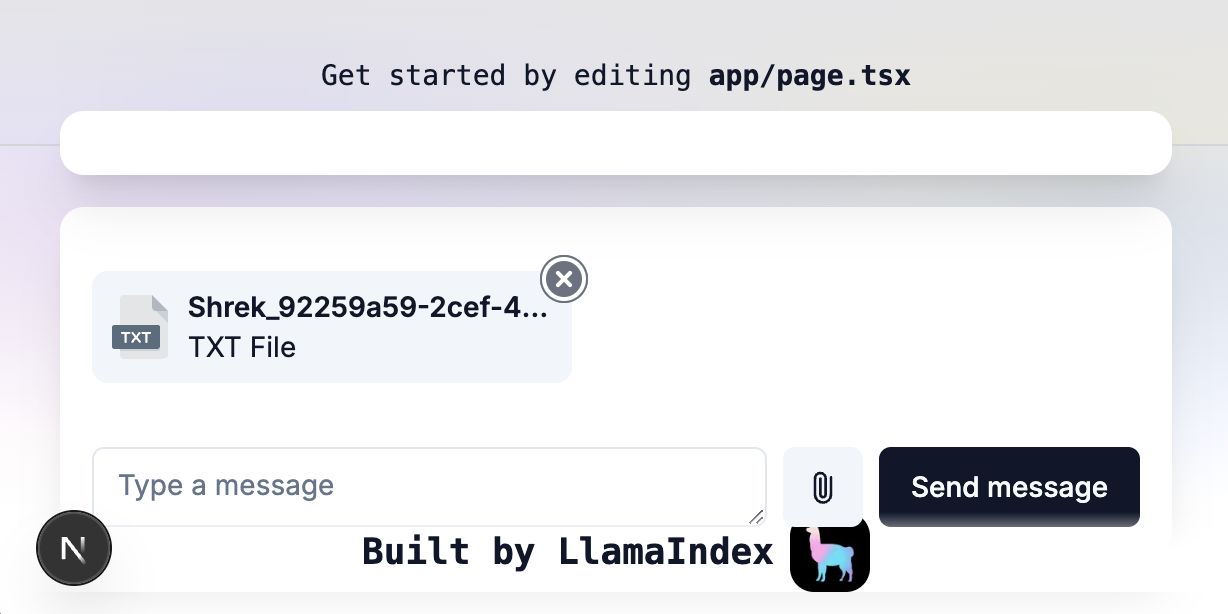 Get started by editing app/page.tsx
Shrek_92259a59-2cef-4...
TXT
TXT File
Type a message
Send message
N
Built by LlamaIndex